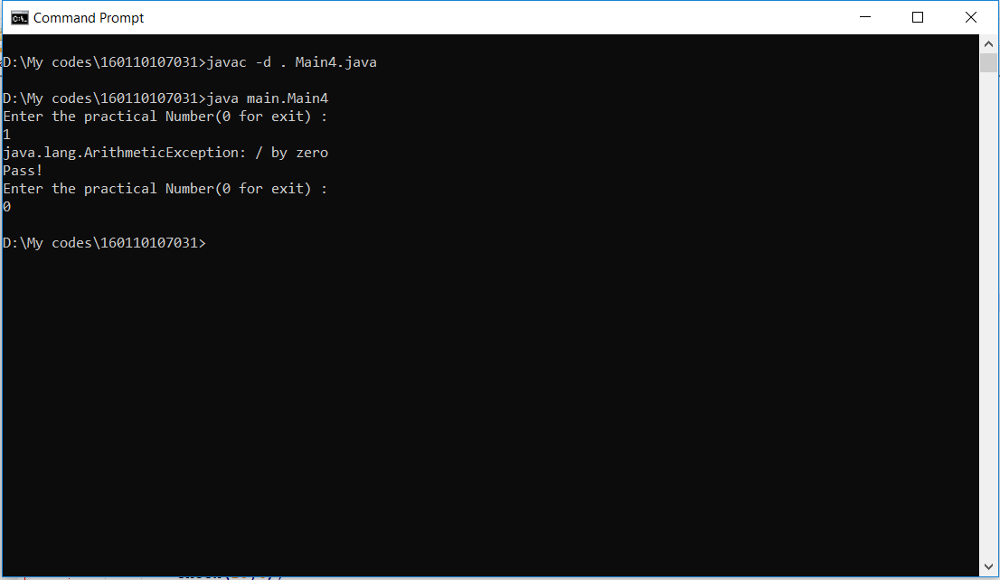 Command Prompt
D:\My codes\160110107031>javac -d . Main4.java
D:\My codes\160110107031>java main.Main4
Enter the practical Number(0 for exit) :
1
java.lang.ArithmeticException: / by zero
Pass!
Enter the practical Number(0 for exit) :
0
D:\My codes\160110107031>